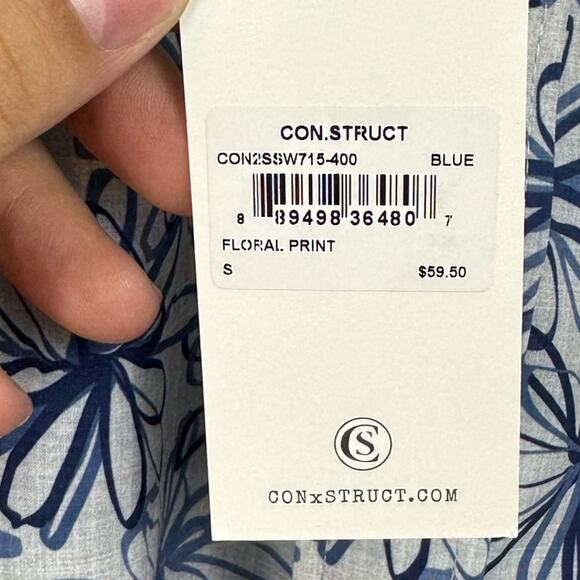 CON.STRUCT
CON2SSW715-400 BLUE
8 89498 36480 7
FLORAL PRINT
S $59.50
CS
CONxSTRUCT.COM